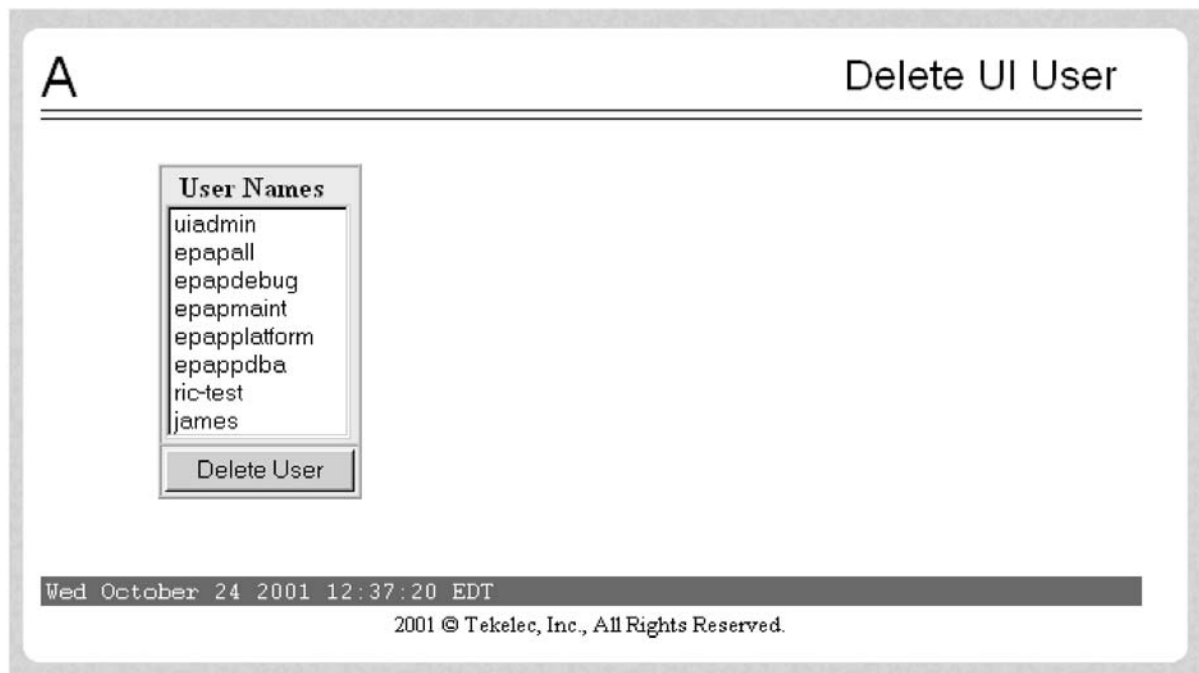 A
Delete UI User
User Names
uiadmin
epapall
epapdebug
epapmaint
epapplatform
epappdba
ric-test
james
Delete User
Wed October 24 2001 12:37:20 EDT
2001 © Tekelec, Inc., All Rights Reserved.